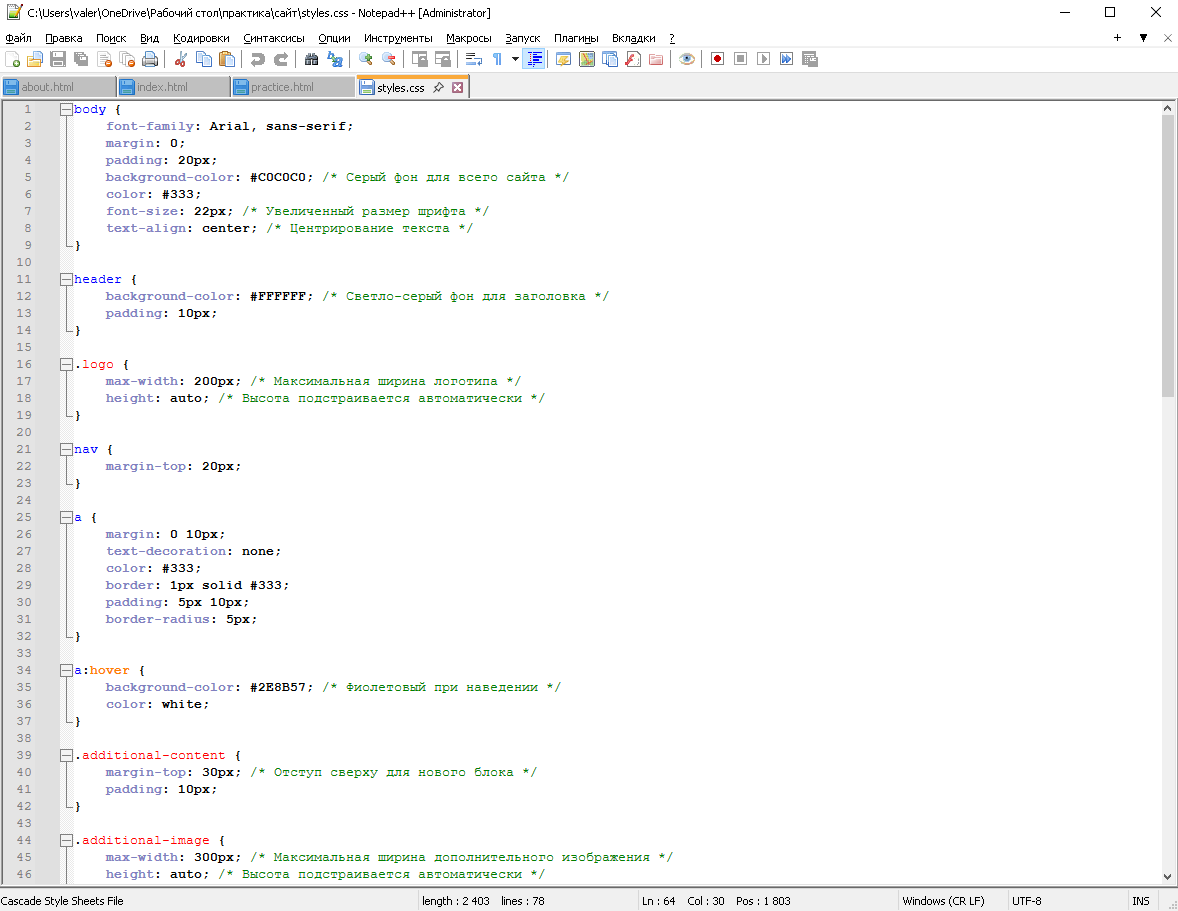 C:\Users\valer\OneDrive\Рабочий стол\практика\сайт\styles.css - Notepad++ [Administrator]
Файл Правка Поиск Вид Кодировки Синтаксисы Опции Инструменты Макросы Запуск Плагины Вкладки ?
about.html index.html practice.html styles.css
1 body {
2 font-family: Arial, sans-serif;
3 margin: 0;
4 padding: 20px;
5 background-color: #C0C0C0; /* Серый фон для всего сайта */
6 color: #333;
7 font-size: 22px; /* Увеличенный размер шрифта */
8 text-align: center; /* Центрирование текста */
9 }
10
11 header {
12 background-color: #FFFFFF; /* Светло-серый фон для заголовка */
13 padding: 10px;
14 }
15
16 .logo {
17 max-width: 200px; /* Максимальная ширина логотипа */
18 height: auto; /* Высота подстраивается автоматически */
19 }
20
21 nav {
22 margin-top: 20px;
23 }
24
25 a {
26 margin: 0 10px;
27 text-decoration: none;
28 color: #333;
29 border: 1px solid #333;
30 padding: 5px 10px;
31 border-radius: 5px;
32 }
33
34 a:hover {
35 background-color: #2E8B57; /* Фиолетовый при наведении */
36 color: white;
37 }
38
39 .additional-content {
40 margin-top: 30px; /* Отступ сверху для нового блока */
41 padding: 10px;
42 }
43
44 .additional-image {
45 max-width: 300px; /* Максимальная ширина дополнительного изображения */
46 height: auto; /* Высота подстраивается автоматически */
Cascade Style Sheets File length : 2 403 lines : 78 Ln : 64 Col : 30 Pos : 1 803 Windows (CR LF) UTF-8 INS